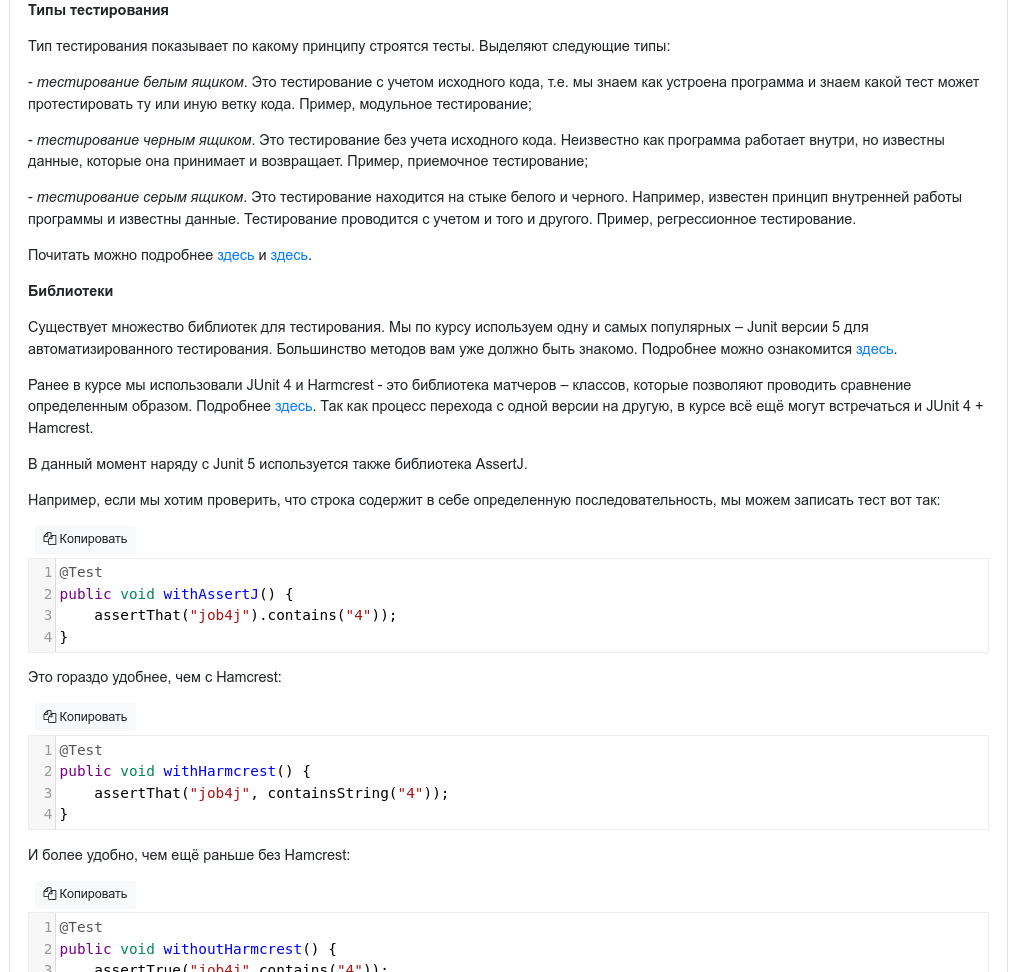 Типы тестирования
Тип тестирования показывает по какому принципу строятся тесты. Выделяют следующие типы:
- тестирование белым ящиком. Это тестирование с учетом исходного кода, т.е. мы знаем как устроена программа и знаем какой тест может
протестировать ту или иную ветку кода. Пример, модульное тестирование;
- тестирование черным ящиком. Это тестирование без учета исходного кода. Неизвестно как программа работает внутри, но известны
данные, которые она принимает и возвращает. Пример, приемочное тестирование;
- тестирование серым ящиком. Это тестирование находится на стыке белого и черного. Например, известен принцип внутренней работы
программы и известны данные. Тестирование проводится с учетом и того и другого. Пример, регрессионное тестирование.
Почитать можно подробнее здесь и здесь.
Библиотеки
Существует множество библиотек для тестирования. Мы по курсу используем одну и самых популярных – Junit версии 5 для
автоматизированного тестирования. Большинство методов вам уже должно быть знакомо. Подробнее можно ознакомится здесь.
Ранее в курсе мы использовали JUnit 4 и Harmcrest - это библиотека матчеров – классов, которые позволяют проводить сравнение
определенным образом. Подробнее здесь. Так как процесс перехода с одной версии на другую, в курсе всё ещё могут встречаться и JUnit 4 +
Hamcrest.
В данный момент наряду с Junit 5 используется также библиотека AssertJ.
Например, если мы хотим проверить, что строка содержит в себе определенную последовательность, мы можем записать тест вот так:
Копировать
1 @Test
2 public void withAssertJ() {
3     assertThat("job4j").contains("4"));
4 }
Это гораздо удобнее, чем с Hamcrest:
Копировать
1 @Test
2 public void withHarmcrest() {
3     assertThat("job4j", containsString("4"));
4 }
И более удобно, чем ещё раньше без Hamcrest:
Копировать
1 @Test
2 public void withoutHarmcrest() {
3     assertTrue("job4j".contains("4"));